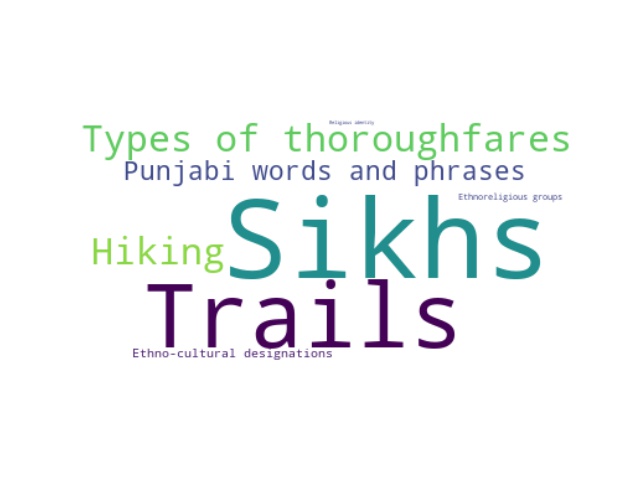 Religious identity
Types of thoroughfares
Punjabi words and phrases
Ethnoreligious groups
Sikhs
Hiking
Trails
Ethno-cultural designations